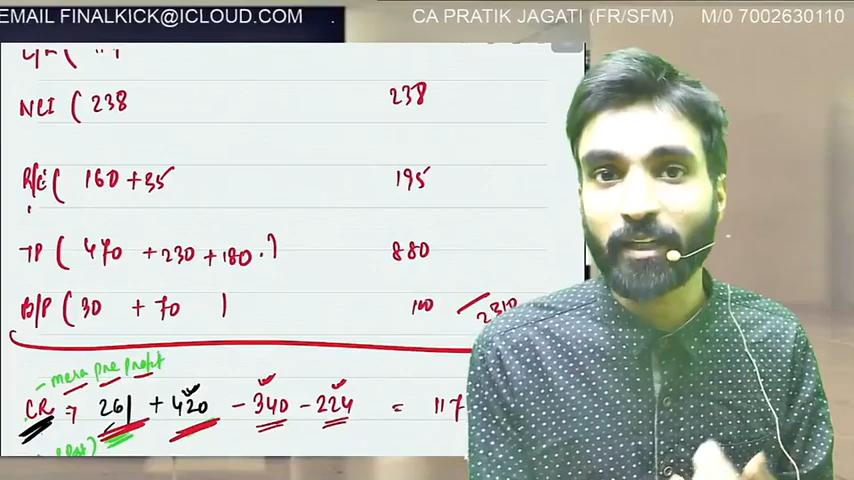 EMAIL FINALKICK@ICLOUD.COM . CA PRATIK JAGATI (FR/SFM) M/0 7002630110
NCI ( 238 238
R/C ( 160 + 35 195
TP ( 470 + 230 + 180 . ) 880
B/P ( 30 + 70 ) 100 2310
- mera pre profit
CR ⇒ 261 + 420 - 340 - 224 = 117